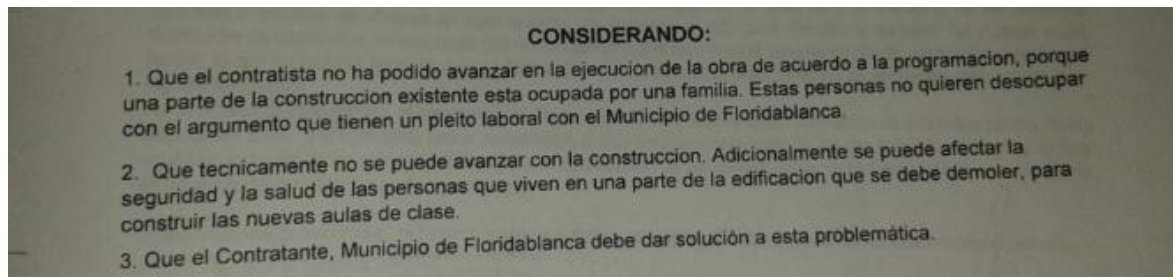 CONSIDERANDO:
1. Que el contratista no ha podido avanzar en la ejecucion de la obra de acuerdo a la programacion, porque
una parte de la construccion existente esta ocupada por una familia. Estas personas no quieren desocupar
con el argumento que tienen un pleito laboral con el Municipio de Floridablanca.
2. Que tecnicamente no se puede avanzar con la construccion. Adicionalmente se puede afectar la
seguridad y la salud de las personas que viven en una parte de la edificacion que se debe demoler, para
construir las nuevas aulas de clase.
3. Que el Contratante, Municipio de Floridablanca debe dar solución a esta problemática.